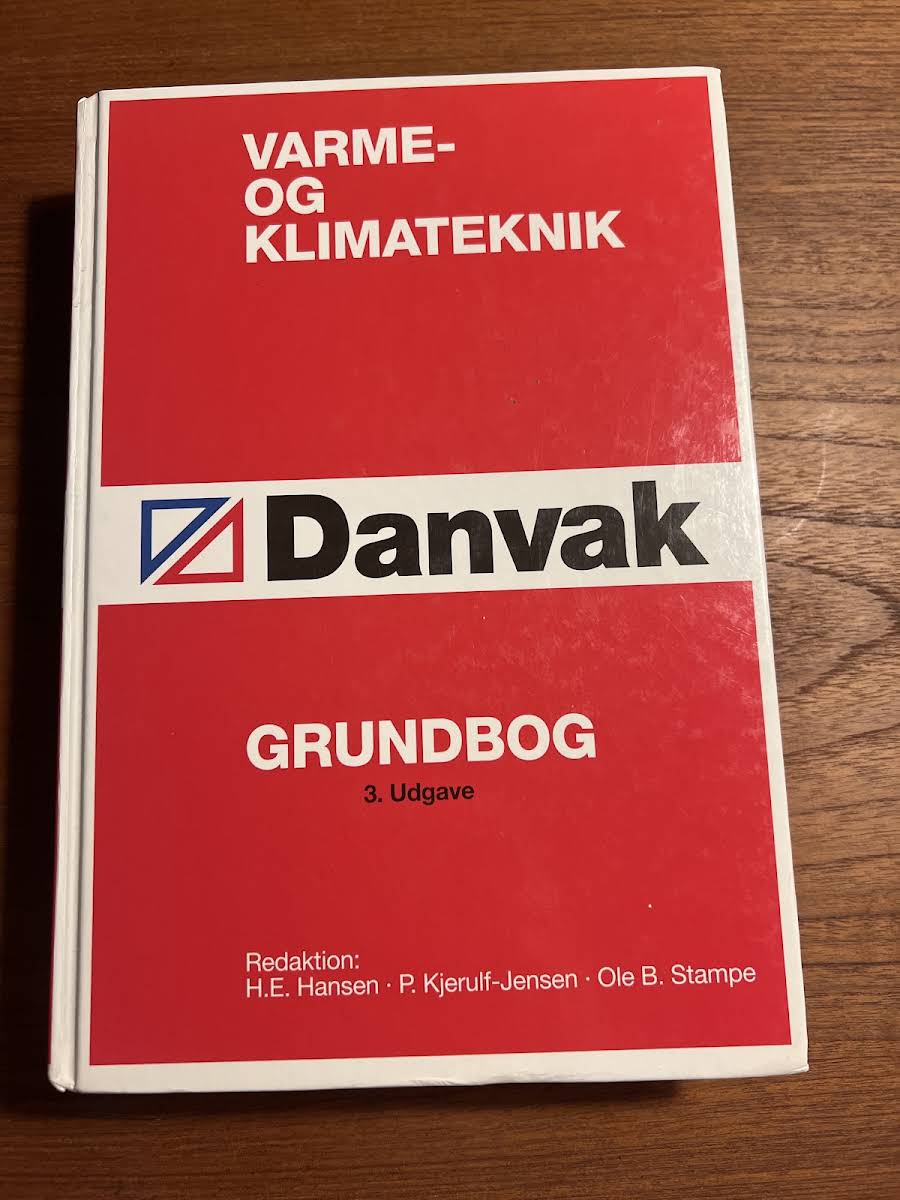 VARME-
OG
KLIMATEKNIK
Danvak
GRUNDBOG
3. Udgave
Redaktion:
H.E. Hansen · P. Kjerulf-Jensen · Ole B. Stampe